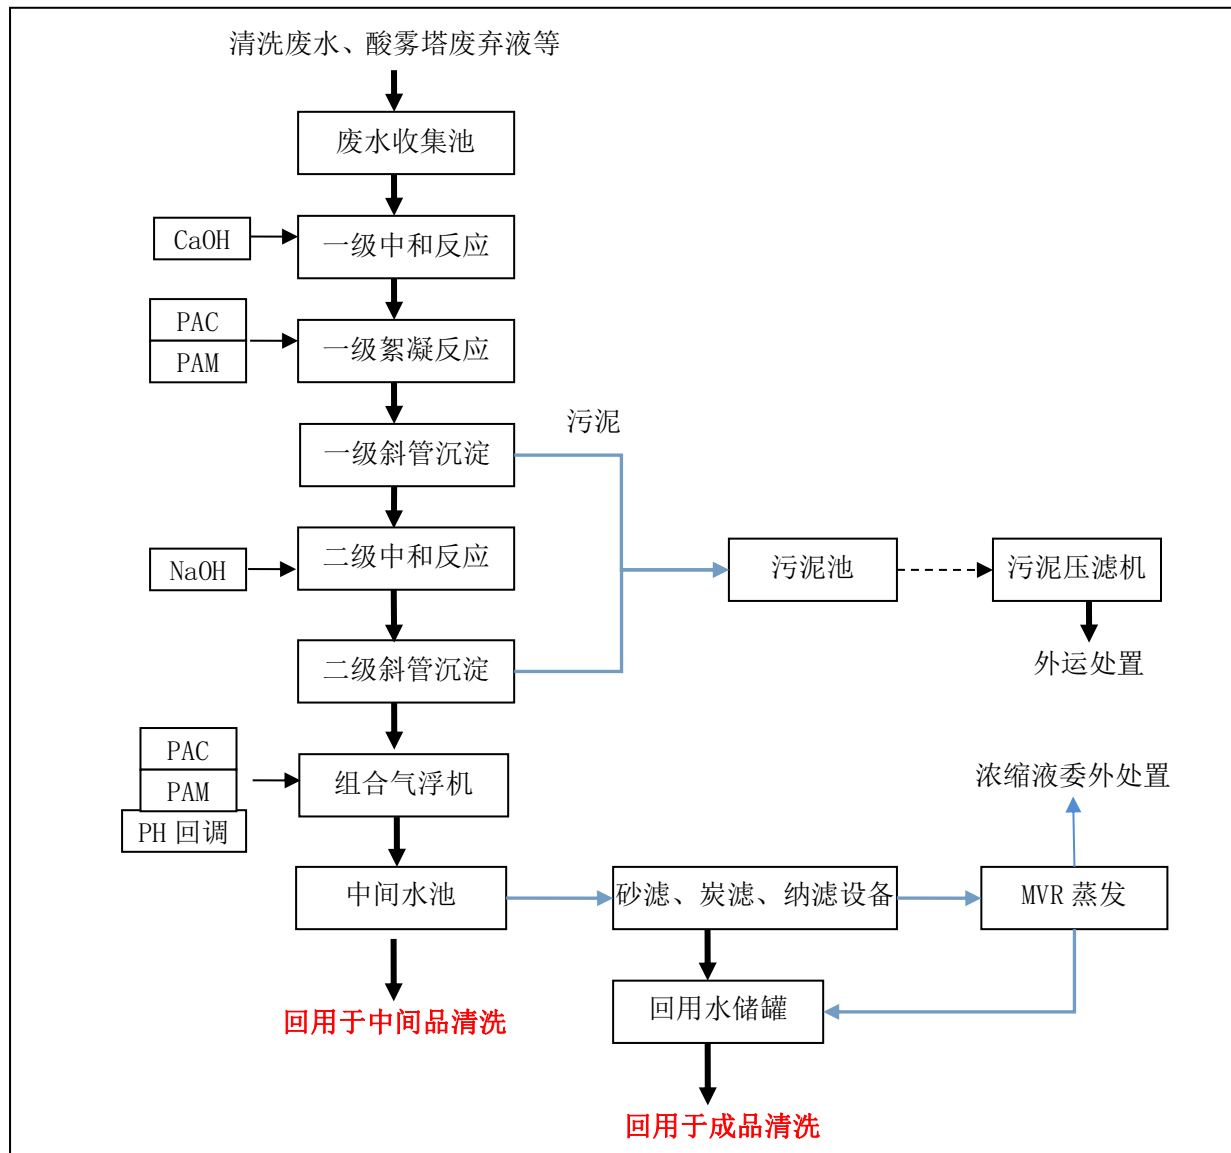 清洗废水、酸雾塔废弃液等
废水收集池
CaOH
一级中和反应
PAC
PAM
一级絮凝反应
污泥
一级斜管沉淀
NaOH
二级中和反应
污泥池
污泥压滤机
二级斜管沉淀
外运处置
PAC
PAM
PH 回调
组合气浮机
浓缩液委外处置
中间水池
砂滤、炭滤、纳滤设备
MVR 蒸发
回用水储罐
回用于中间品清洗
回用于成品清洗